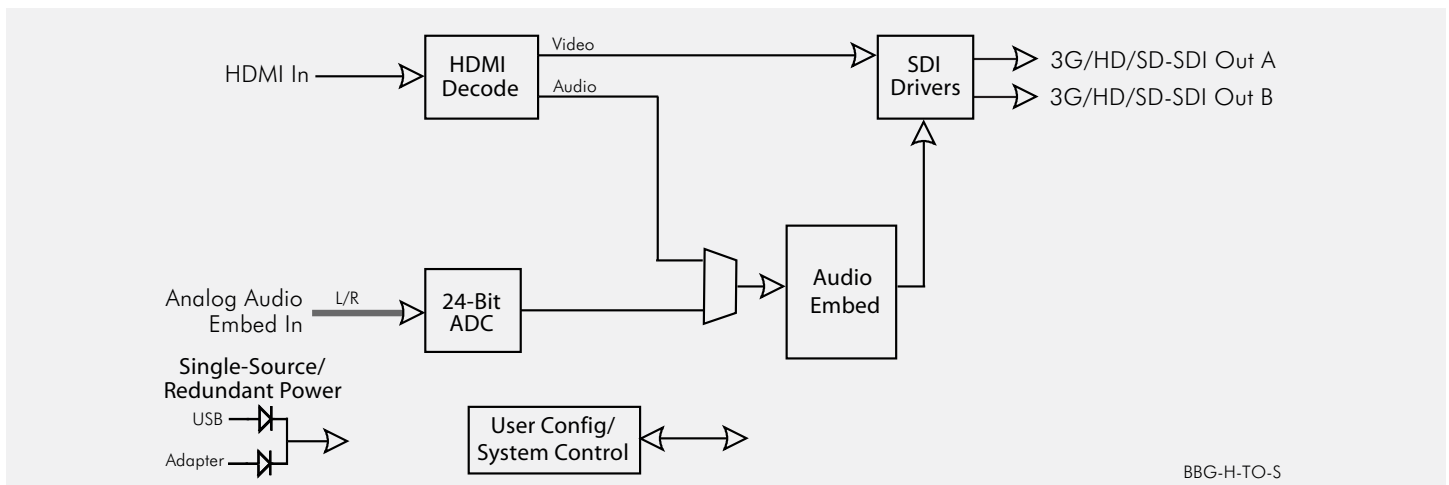 HDMI In
HDMI
Decode
Video
Audio
SDI
Drivers
3G/HD/SD-SDI Out A
3G/HD/SD-SDI Out B
Analog Audio
Embed In
L/R
24-Bit
ADC
Audio
Embed
Single-Source/
Redundant Power
USB
Adapter
User Config/
System Control
BBG-H-TO-S